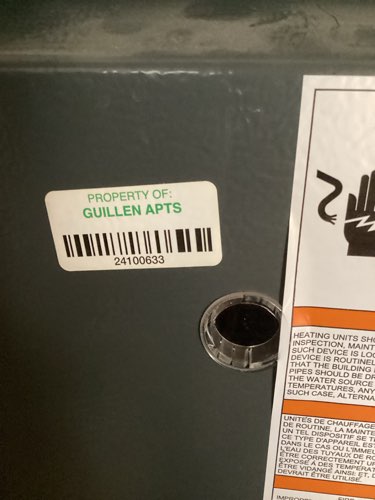 PROPERTY OF:
GUILLEN APTS
24100633
HEATING UNITS
INSPECTION, MAINT
SUCH DEVICE IS LOC
DEVICE IS ROUTINEL
THAT THE BUILDING
PIPES SHOULD BE DR
THE WATER SOURCE
TEMPERATURES, ANY
SUCH CASE, ALTERNA
UNITES DE CHAUFFAGE
DE ROUTINE, LA MAINTE
UN TEL DISPOSITIF SE T
CE TYPE D'APPAREIL EST
DANS LE CAS OU L'IMMEU
L'EAU DES TUYAUX DE
ÊTRE CORRECTEMENT
EXPOSÉ À DES TEMPÉRAT
ÊTRE VIDANGÉ AINSI; ET, D
DEVRAIT ÊTRE UTILISÉ.